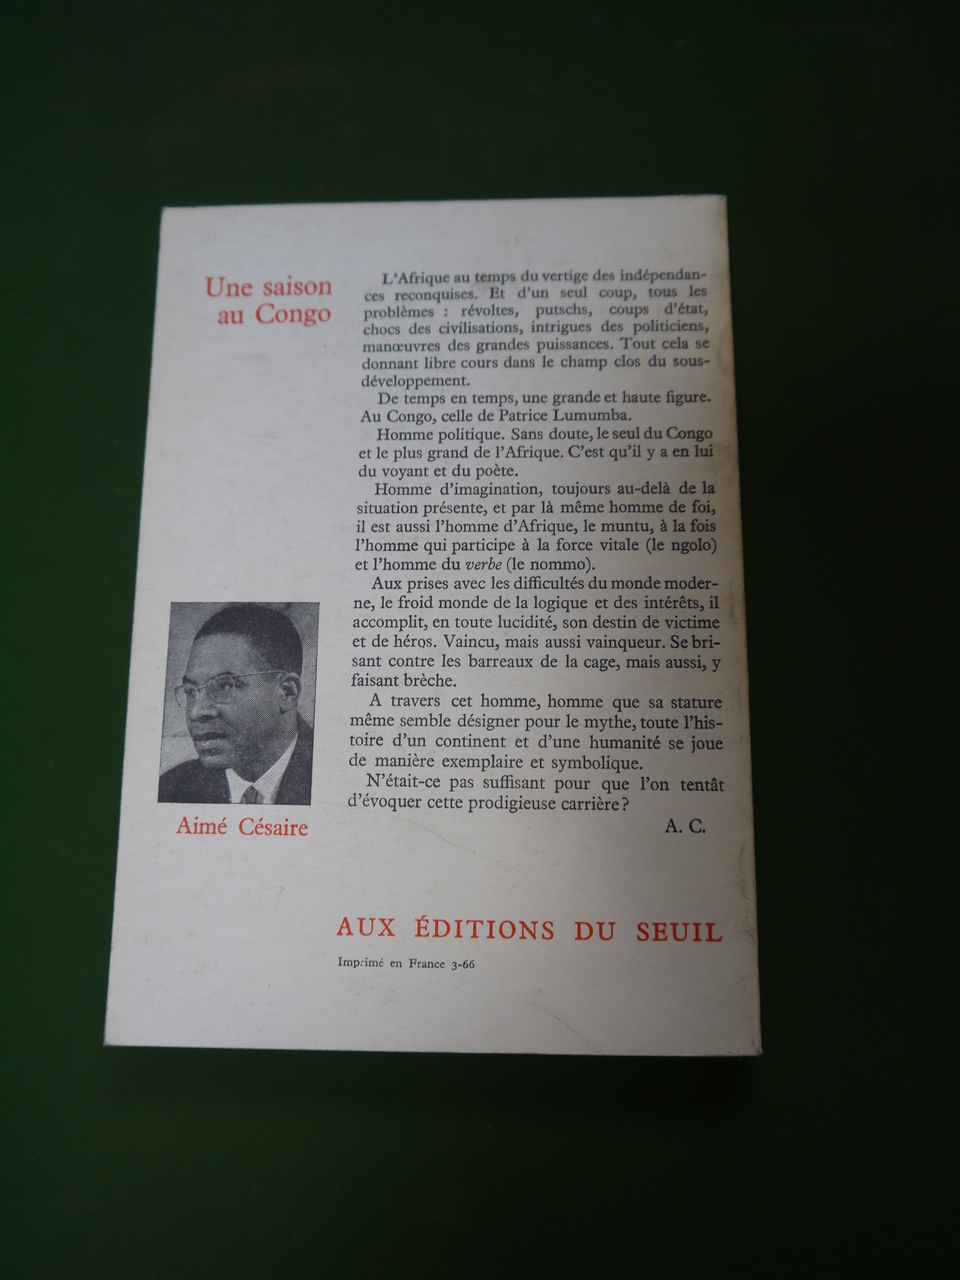 Une saison
au Congo
L'Afrique au temps du vertige des indépendan-
ces reconquises. Et d'un seul coup, tous les
problèmes : révoltes, putschs, coups d'état,
chocs des civilisations, intrigues des politiciens,
manœuvres des grandes puissances. Tout cela se
donnant libre cours dans le champ clos du sous-
développement.
De temps en temps, une grande et haute figure.
Au Congo, celle de Patrice Lumumba.
Homme politique. Sans doute, le seul du Congo
et le plus grand de l'Afrique. C'est qu'il y a en lui
du voyant et du poète.
Homme d'imagination, toujours au-delà de la
situation présente, et par là même homme de foi,
il est aussi l'homme d'Afrique, le muntu, à la fois
l'homme qui participe à la force vitale (le ngolo)
et l'homme du verbe (le nommo).
Aux prises avec les difficultés du monde moder-
ne, le froid monde de la logique et des intérêts, il
accomplit, en toute lucidité, son destin de victime
et de héros. Vaincu, mais aussi vainqueur. Se bri-
sant contre les barreaux de la cage, mais aussi, y
faisant brèche.
A travers cet homme, homme que sa stature
même semble désigner pour le mythe, toute l'his-
toire d'un continent et d'une humanité se joue
de manière exemplaire et symbolique.
N'était-ce pas suffisant pour que l'on tentât
d'évoquer cette prodigieuse carrière ?
A. C.
Aimé Césaire
AUX ÉDITIONS DU SEUIL
Imprimé en France 3-66